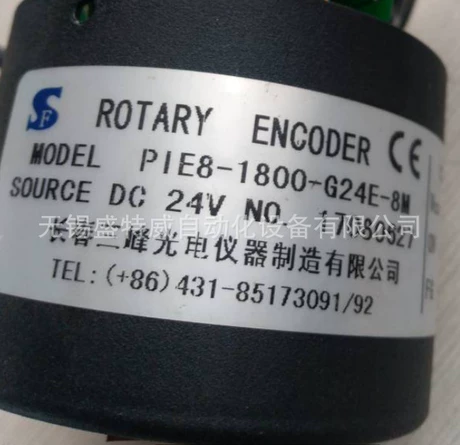 SF
ROTARY ENCODER CE
MODEL PIE8-1800-G24E-8M
SOURCE DC 24V NO.
无锡盛特威自动化设备有限公司
长春三峰光电仪器制造有限公司
TEL:(+86)431-85173091/92